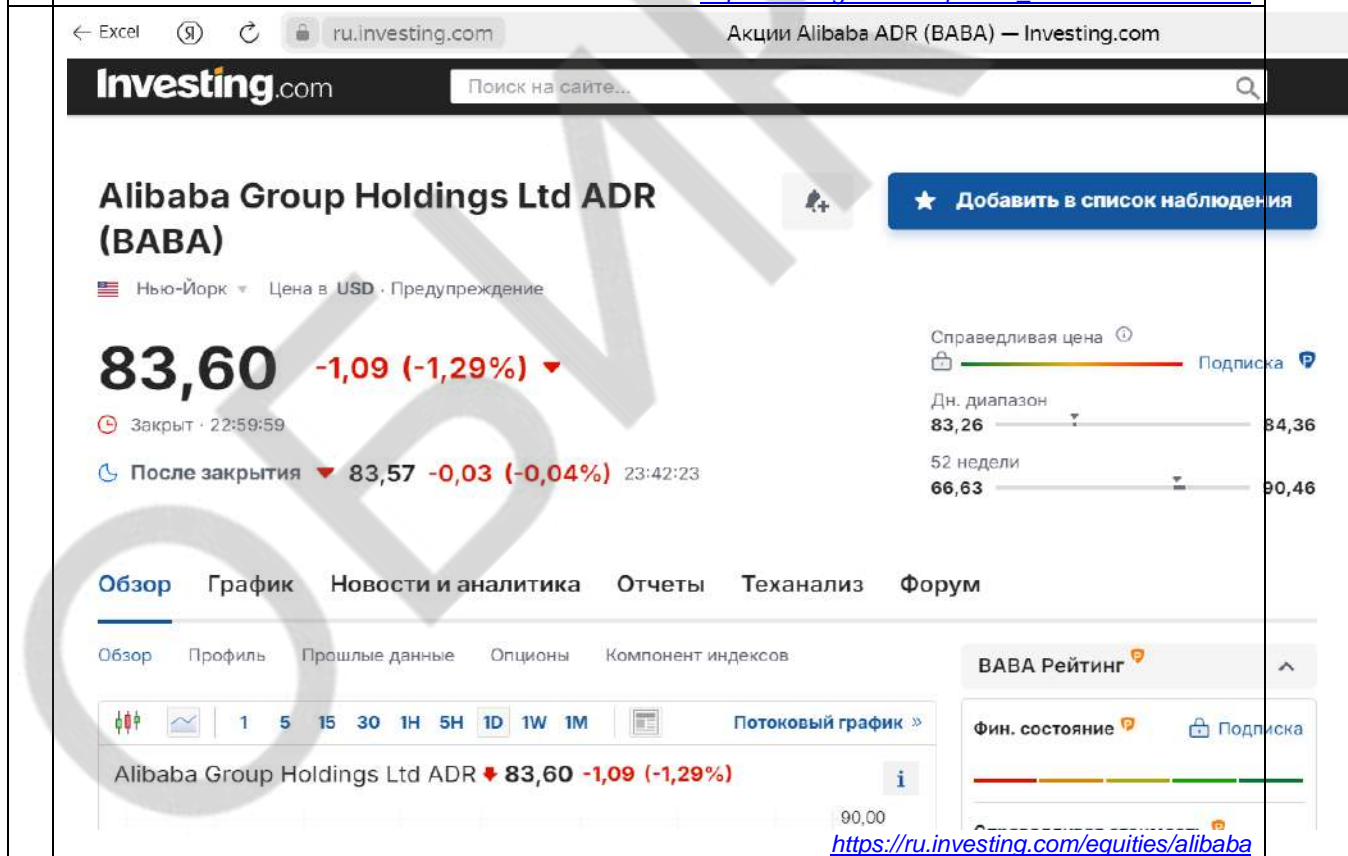 ← Excel Я ru.investing.com Акции Alibaba ADR (BABA) — Investing.com
Investing.com Поиск на сайте...
Alibaba Group Holdings Ltd ADR
(BABA)
Добавить в список наблюдения
Нью-Йорк Цена в USD · Предупреждение
83,60 -1,09 (-1,29%)
Закрыт · 22:59:59
После закрытия 83,57 -0,03 (-0,04%) 23:42:23
Справедливая цена
Подписка
Дн. диапазон
83,26 84,36
52 недели
66,63 90,46
Обзор График Новости и аналитика Отчеты Теханализ Форум
Обзор Профиль Прошлые данные Опционы Компонент индексов
BABA Рейтинг
1 5 15 30 1H 5H 1D 1W 1M Потоковый график »
Фин. состояние Подписка
Alibaba Group Holdings Ltd ADR 83,60 -1,09 (-1,29%)
90,00
https://ru.investing.com/equities/alibaba